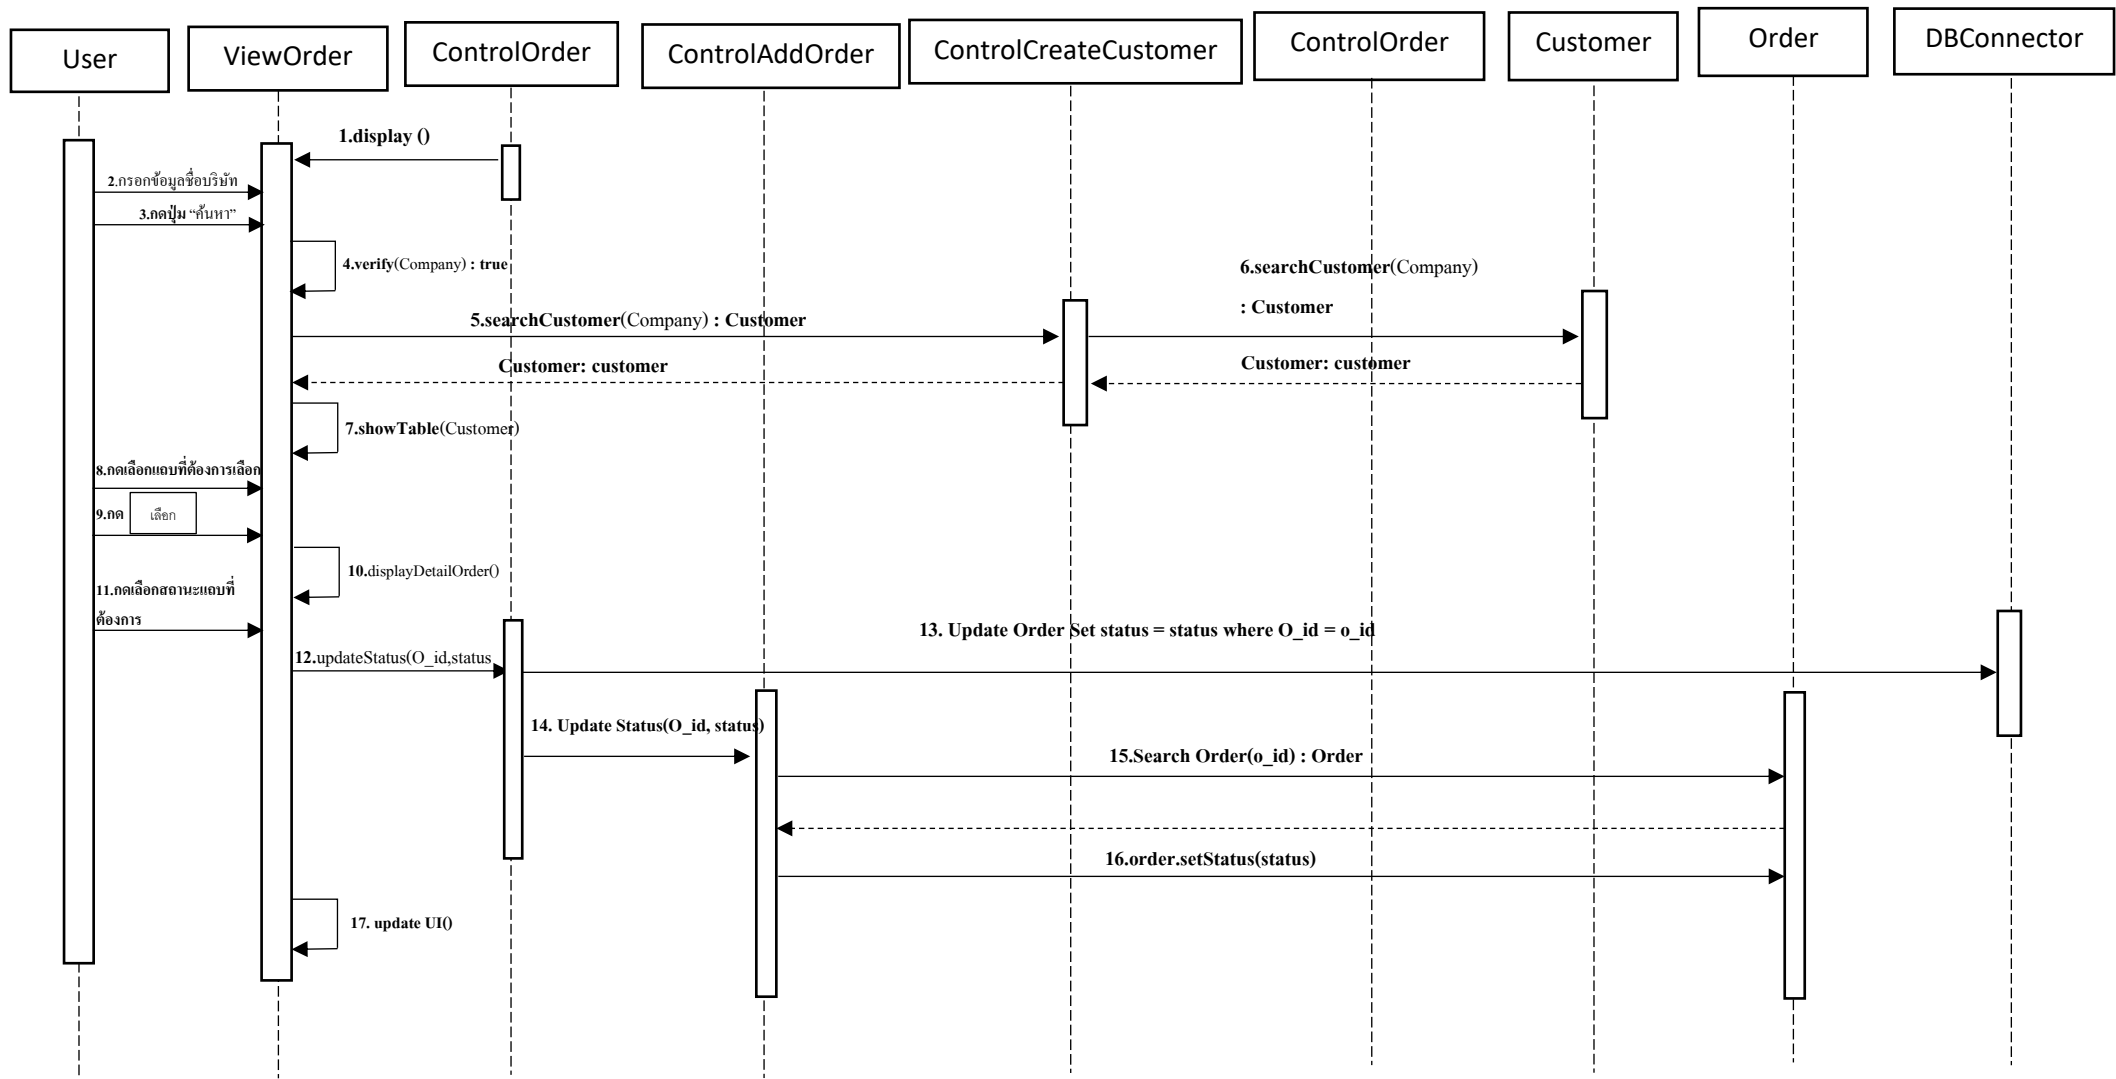 User
ViewOrder
ControlOrder
ControlAddOrder
ControlCreateCustomer
ControlOrder
Customer
Order
DBConnector
1.display ()
2.กรอกข้อมูลชื่อบริษัท
3.กดปุ่ม “ค้นหา”
4.verify(Company) : true
5.searchCustomer(Company) : Customer
6.searchCustomer(Company)
: Customer
Customer: customer
Customer: customer
7.showTable(Customer)
8.กดเลือกแถบที่ต้องการเลือก
9.กด เลือก
10.displayDetailOrder()
11.กดเลือกสถานะแถบที่
ต้องการ
12.updateStatus(O_id,status
13. Update Order Set status = status where O_id = o_id
14. Update Status(O_id, status)
15.Search Order(o_id) : Order
16.order.setStatus(status)
17. update UI()